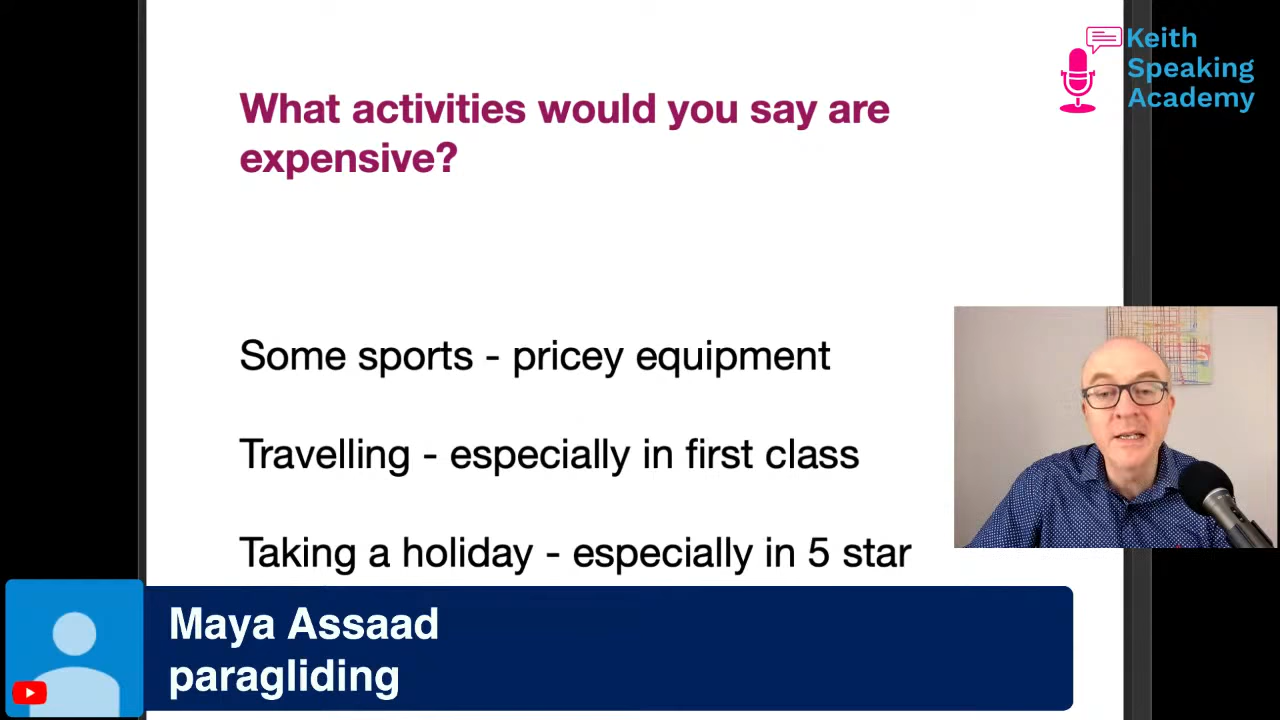 Keith
Speaking
Academy
What activities would you say are
expensive?
Some sports - pricey equipment
Travelling - especially in first class
Taking a holiday - especially in 5 star
Maya Assaad
paragliding